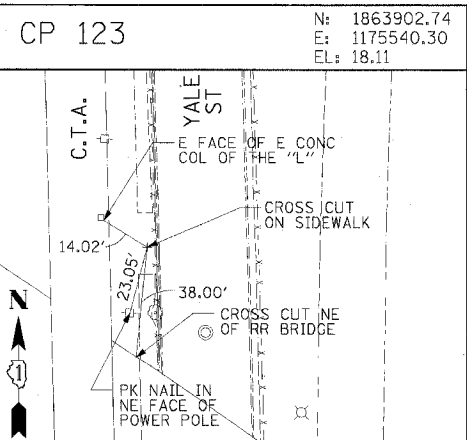 CP 123
N: 1863902.74
E: 1175540.30
EL: 18.11
C.T.A.
YALE
ST
E FACE OF E CONC
COL OF THE "L"
CROSS CUT
ON SIDEWALK
14.02'
23.05'
38.00'
CROSS CUT NE
OF RR BRIDGE
N
1
PK NAIL IN
NE FACE OF
POWER POLE